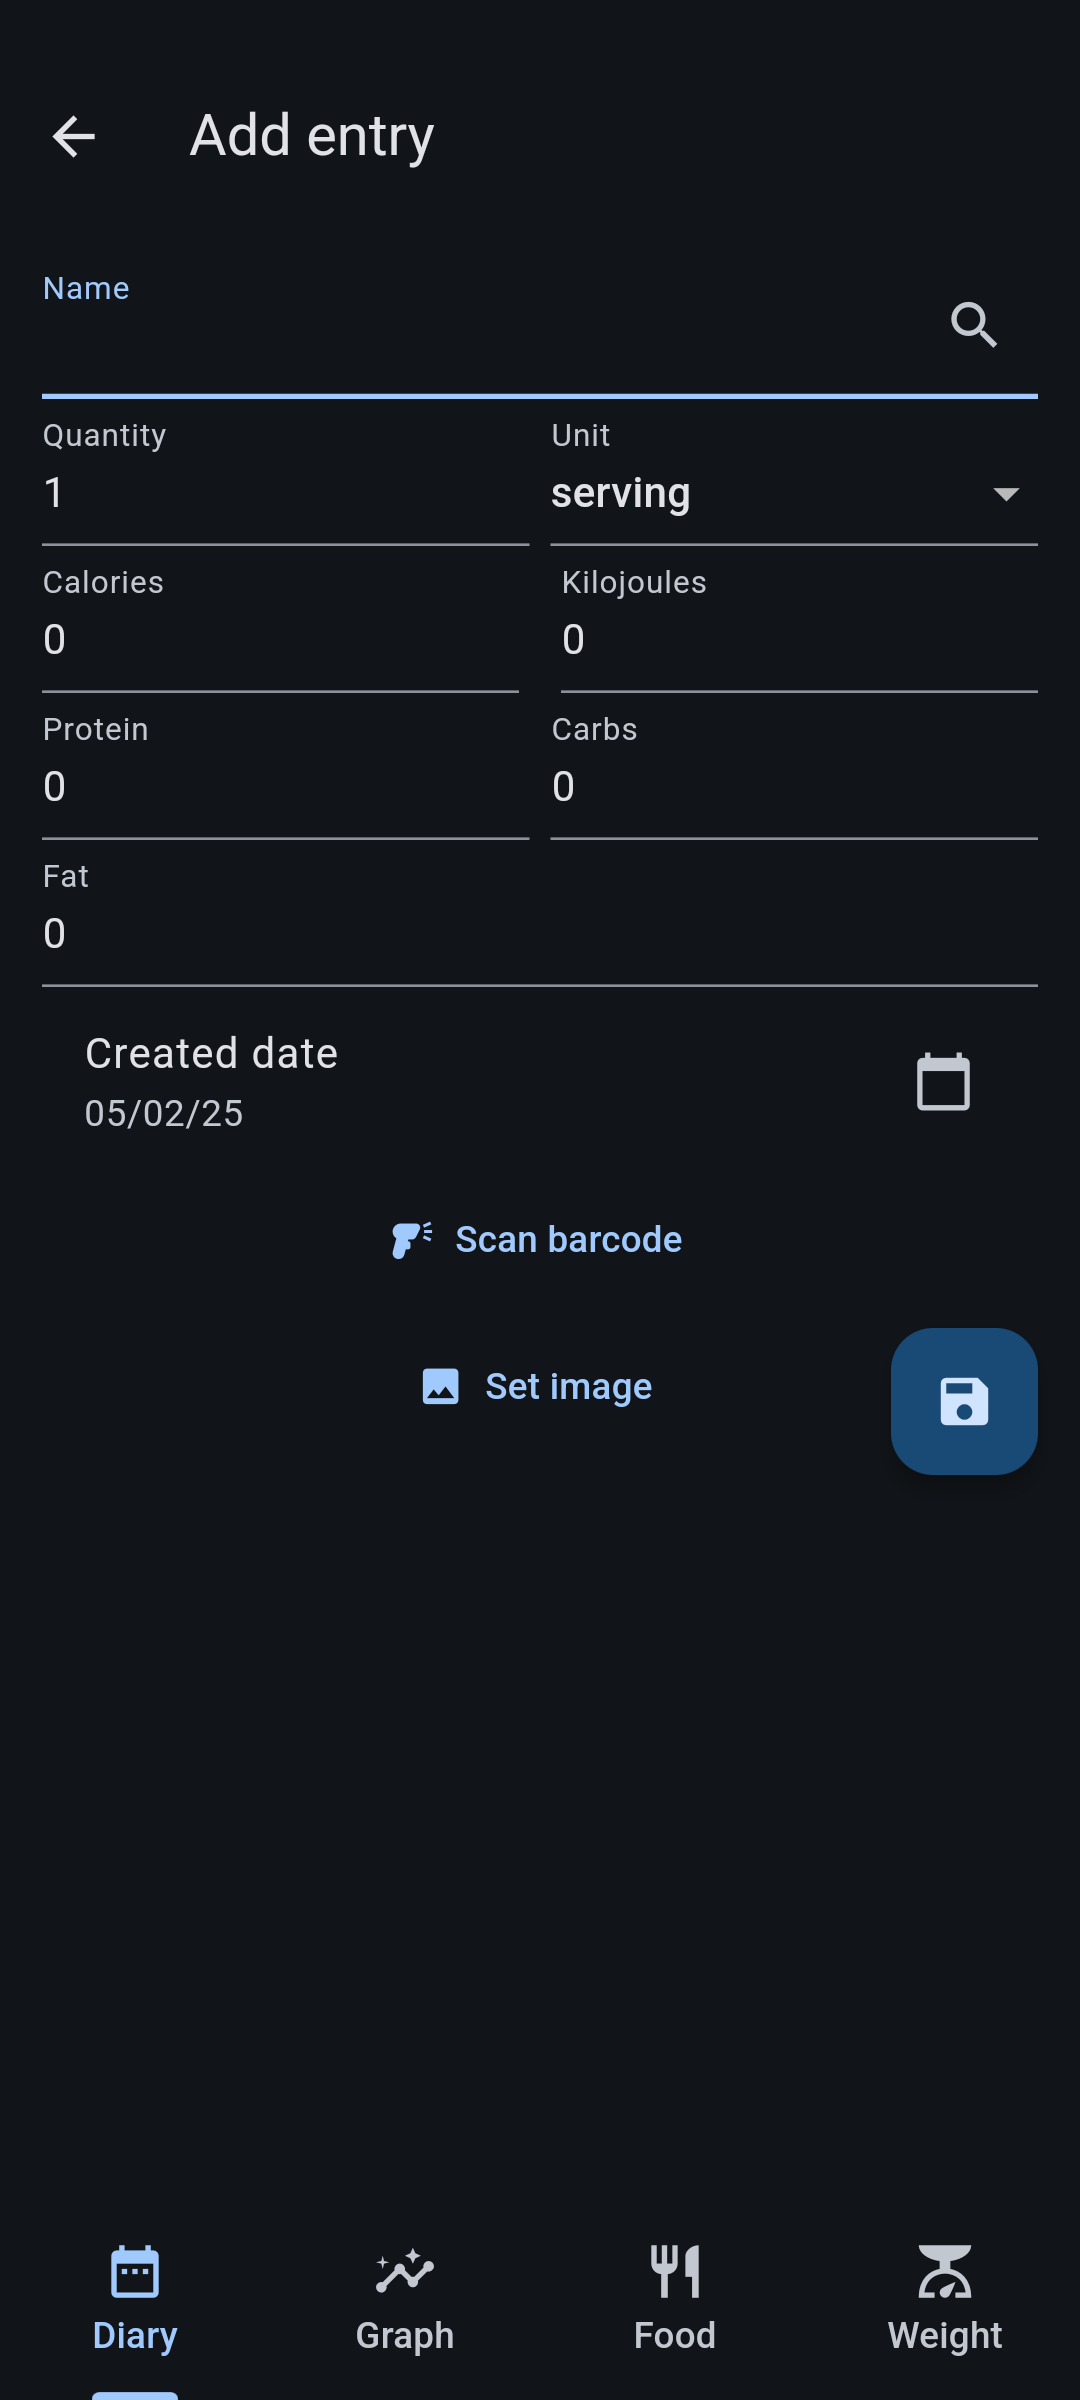 Add entry
Name
Quantity Unit
1 serving
Calories Kilojoules
0 0
Protein Carbs
0 0
Fat
0
Created date
05/02/25
Scan barcode
Set image
Diary Graph Food Weight